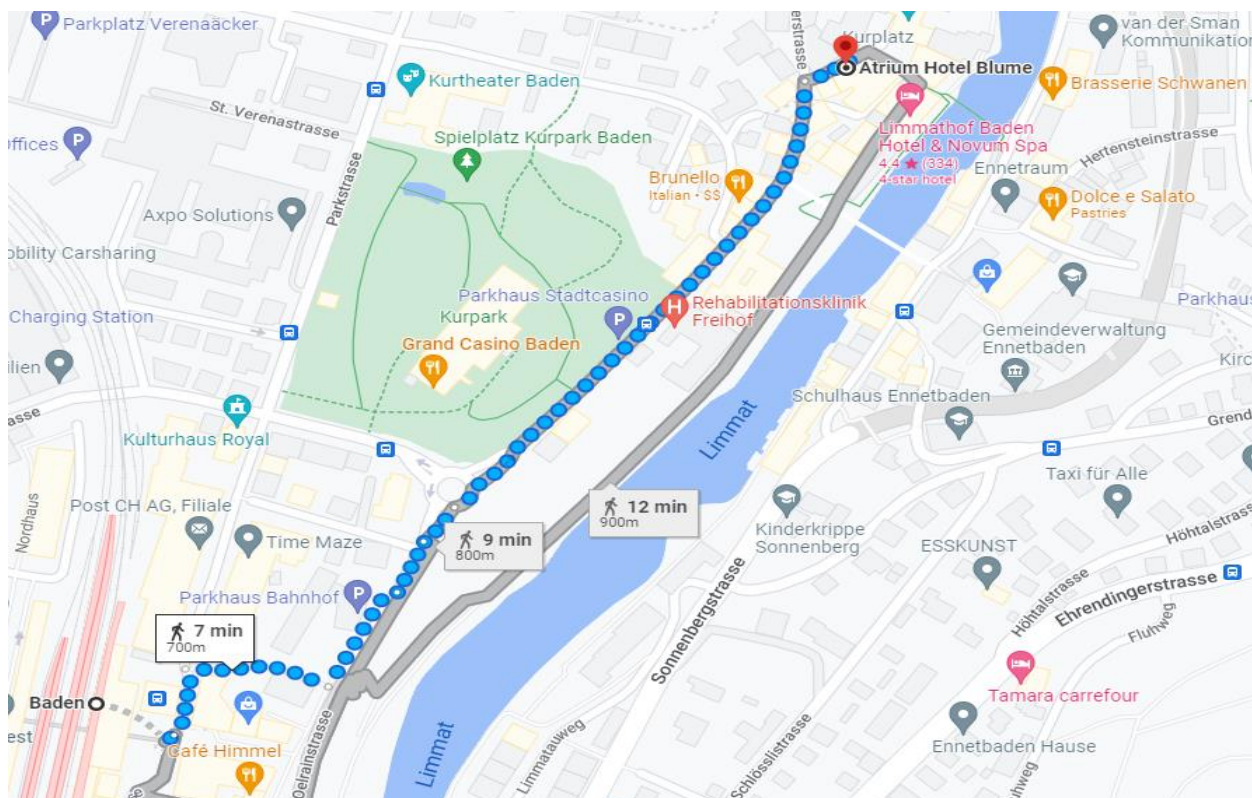 Parkplatz Verenaäcker
Kurplatz
van der Sman
Kommunikation
Atrium Hotel Blume
Kurtheater Baden
Brasserie Schwanen
St. Verenastrasse
Offices
Spielplatz Kurpark Baden
Limmathof Baden
Hotel & Novum Spa
4,4 ★ (334)
4-star hotel
Hertensteinstrasse
Ennetraum
Brunello
Italian • $$
Dolce e Salato
Pastries
Parkstrasse
Axpo Solutions
Mobility Carsharing
Parkhaus Stadtcasino
Rehabilitationsklinik
Freihof
Parkhaus
Charging Station
Kurpark
Grand Casino Baden
Gemeindeverwaltung
Ennetbaden
Schulhaus Ennetbaden
Limmat
Kulturhaus Royal
Taxi für Alle
Post CH AG, Filiale
12 min
900m
Kinderkrippe
Sonnenberg
Nordhaus
Time Maze
9 min
800m
ESSKUNST
Höhtalstrasse
Höhtalstrasse
Ehrendingerstrasse
Parkhaus Bahnhof
Fluhweg
7 min
700m
Sonnenbergstrasse
Baden
Tamara carrefour
Café Himmel
Oelrainstrasse
Limmat
Limmatauweg
Schlösslistrasse
Ennetbaden Hause